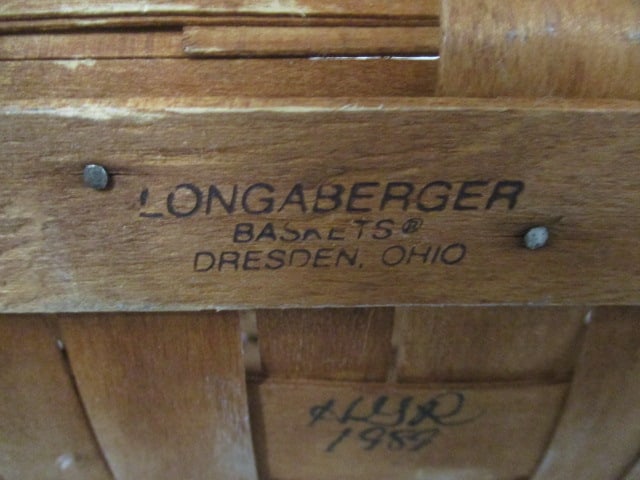 LONGABERGER
BASKETS®
DRESDEN, OHIO
1989